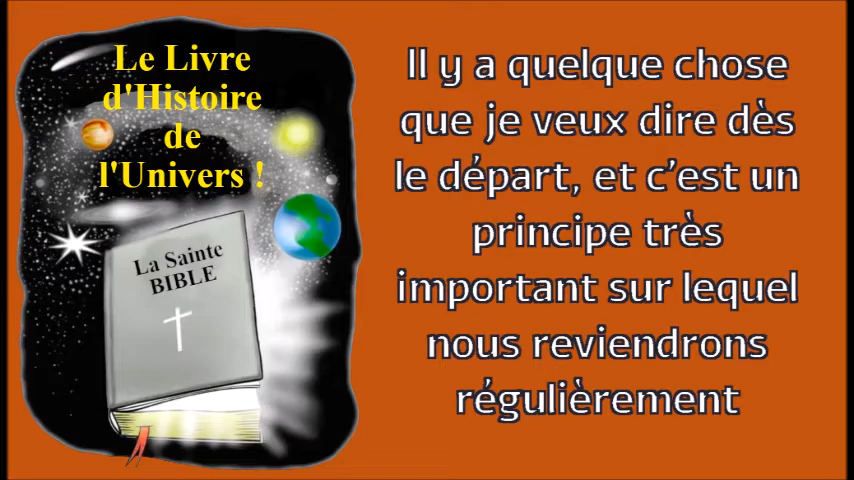 Le Livre
d'Histoire
de
l'Univers !
La Sainte
BIBLE
Il y a quelque chose
que je veux dire dès
le départ, et c’est un
principe très
important sur lequel
nous reviendrons
régulièrement